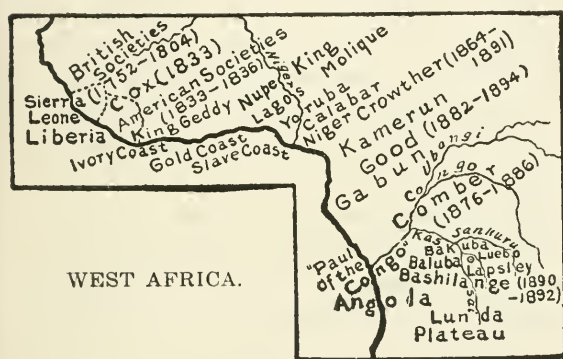 British
Societies
(1752-1804)
Cox (1833)
American Societies
(1833-1836)
King Geddy
Nupe King
Molique
Niger
Sierra
Leone
Liberia
Lagos
Yoruba
Calabar
Niger Crowther (1864-
1891)
Ivory Coast
Gold Coast
Slave Coast
Kamerun
Good (1882-1894)
Gabun
Ubangi
Congo
Comber
(1876-1886)
"Paul
of the
Congo"
Kas
sai
Sankuru
Bakuba
Luebo
Baluba
Lapsley
Bashilange (1890
-1892)
Angola
Lunda
Plateau
WEST AFRICA.